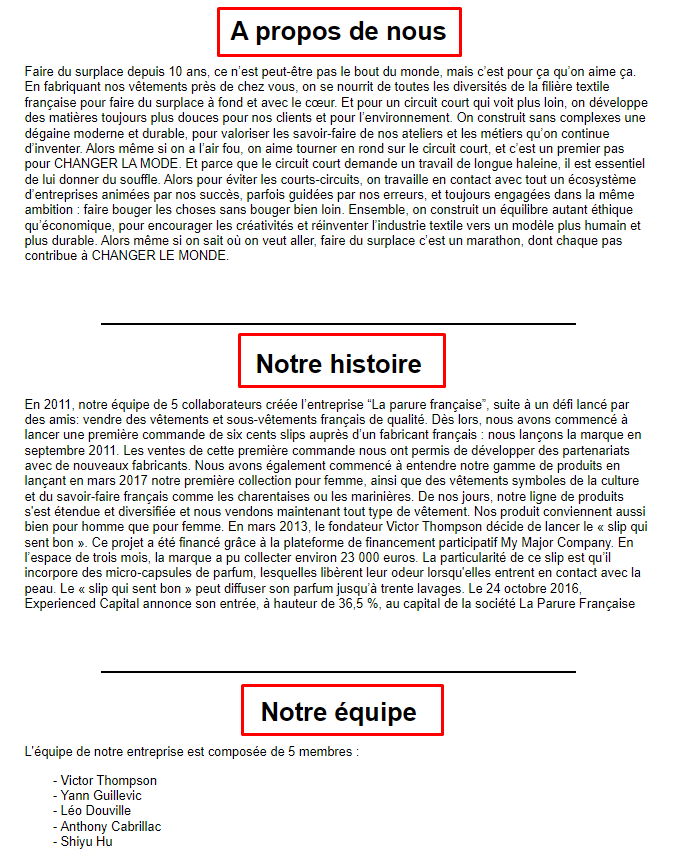 A propos de nous
Faire du surplace depuis 10 ans, ce n’est peut-être pas le bout du monde, mais c’est pour ça qu’on aime ça.
En fabriquant nos vêtements près de chez vous, on se nourrit de toutes les diversités de la filière textile
française pour faire du surplace à fond et avec le cœur. Et pour un circuit court qui voit plus loin, on développe
des matières toujours plus douces pour nos clients et pour l’environnement. On construit sans complexes une
dégaine moderne et durable, pour valoriser les savoir-faire de nos ateliers et les métiers qu’on continue
d’inventer. Alors même si on a l’air fou, on aime tourner en rond sur le circuit court, et c’est un premier pas
pour CHANGER LA MODE. Et parce que le circuit court demande un travail de longue haleine, il est essentiel
de lui donner du souffle. Alors pour éviter les courts-circuits, on travaille en contact avec tout un écosystème
d’entreprises animées par nos succès, parfois guidées par nos erreurs, et toujours engagées dans la même
ambition : faire bouger les choses sans bouger bien loin. Ensemble, on construit un équilibre autant éthique
qu’économique, pour encourager les créativités et réinventer l’industrie textile vers un modèle plus humain et
plus durable. Alors même si on sait où on veut aller, faire du surplace c’est un marathon, dont chaque pas
contribue à CHANGER LE MONDE.
Notre histoire
En 2011, notre équipe de 5 collaborateurs créée l’entreprise “La parure française”, suite à un défi lancé par
des amis: vendre des vêtements et sous-vêtements français de qualité. Dès lors, nous avons commencé à
lancer une première commande de six cents slips auprès d’un fabricant français : nous lançons la marque en
septembre 2011. Les ventes de cette première commande nous ont permis de développer des partenariats
avec de nouveaux fabricants. Nous avons également commencé à entendre notre gamme de produits en
lançant en mars 2017 notre première collection pour femme, ainsi que des vêtements symboles de la culture
et du savoir-faire français comme les charentaises ou les marinières. De nos jours, notre ligne de produits
s’est étendue et diversifiée et nous vendons maintenant tout type de vêtement. Nos produit conviennent aussi
bien pour homme que pour femme. En mars 2013, le fondateur Victor Thompson décide de lancer le « slip qui
sent bon ». Ce projet a été financé grâce à la plateforme de financement participatif My Major Company. En
l’espace de trois mois, la marque a pu collecter environ 23 000 euros. La particularité de ce slip est qu’il
incorpore des micro-capsules de parfum, lesquelles libèrent leur odeur lorsqu'elles entrent en contact avec la
peau. Le « slip qui sent bon » peut diffuser son parfum jusqu’à trente lavages. Le 24 octobre 2016,
Experienced Capital annonce son entrée, à hauteur de 36,5 %, au capital de la société La Parure Française
Notre équipe
L'équipe de notre entreprise est composée de 5 membres :
- Victor Thompson
- Yann Guillevic
- Léo Douville
- Anthony Cabrillac
- Shiyu Hu